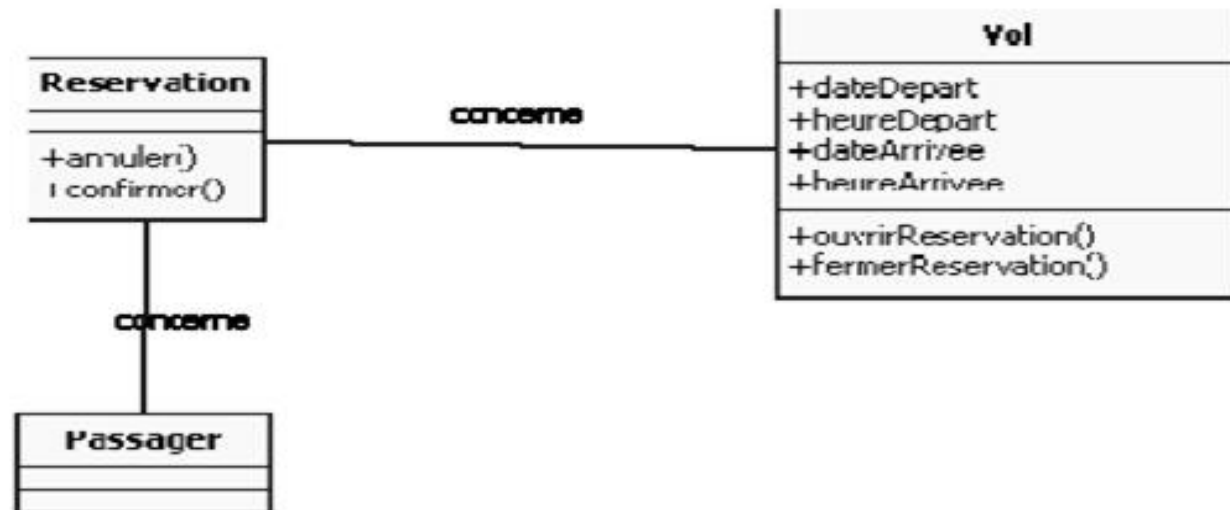 Reservation
+annuler()
+confirmer()
concerne
Vol
+dateDepart
+heureDepart
+dateArrivee
+heureArrivee
+ouvrirReservation()
+fermerReservation()
concerne
Passager